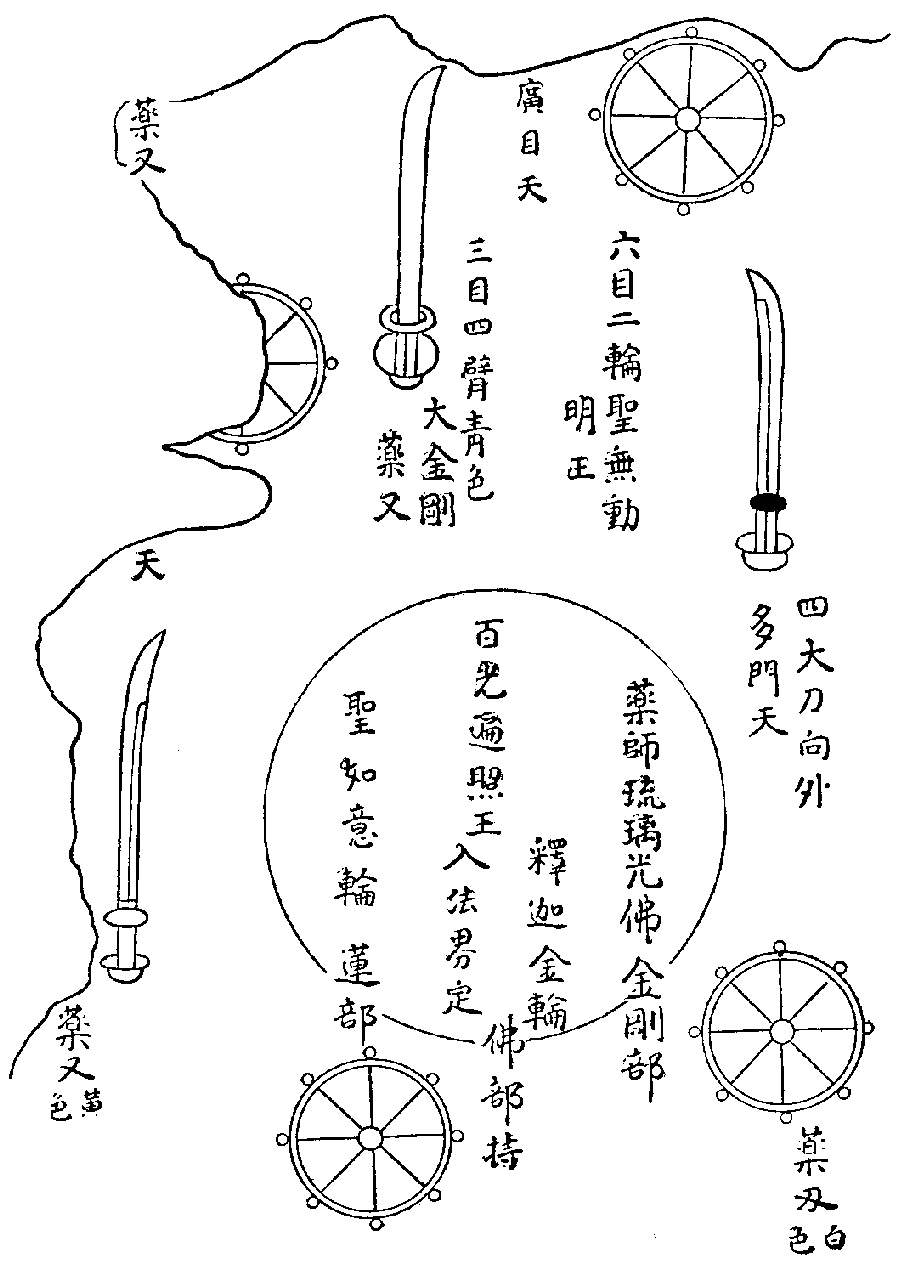 廣目天
藥叉
六目二輪聖無動
明王
三目四臂青色
大金剛
藥叉
天
四大刀向外
多門天
藥師琉璃光佛金剛部
釋迦金輪
佛部持
百光遍照王
入法界定
聖如意輪蓮部
藥叉
白色
藥叉
黃色